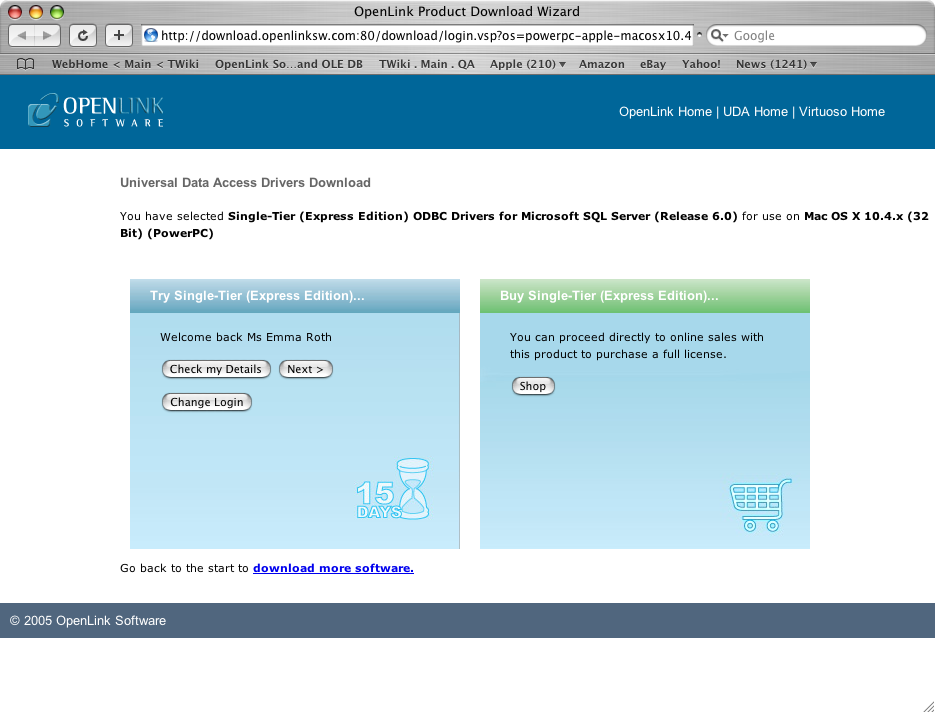 OpenLink Product Download Wizard
http://download.openlinksw.com:80/download/login.vsp?os=powerpc-apple-macosx10.4
Google
WebHome < Main < TWiki OpenLink So...and OLE DB TWiki . Main . QA Apple (210) Amazon eBay Yahoo! News (1241)
OPENLINK
SOFTWARE
OpenLink Home | UDA Home | Virtuoso Home
Universal Data Access Drivers Download
You have selected Single-Tier (Express Edition) ODBC Drivers for Microsoft SQL Server (Release 6.0) for use on Mac OS X 10.4.x (32
Bit) (PowerPC)
Try Single-Tier (Express Edition)...
Welcome back Ms Emma Roth
Check my Details Next >
Change Login
15
DAYS
Buy Single-Tier (Express Edition)...
You can proceed directly to online sales with
this product to purchase a full license.
Shop
Go back to the start to download more software.
© 2005 OpenLink Software